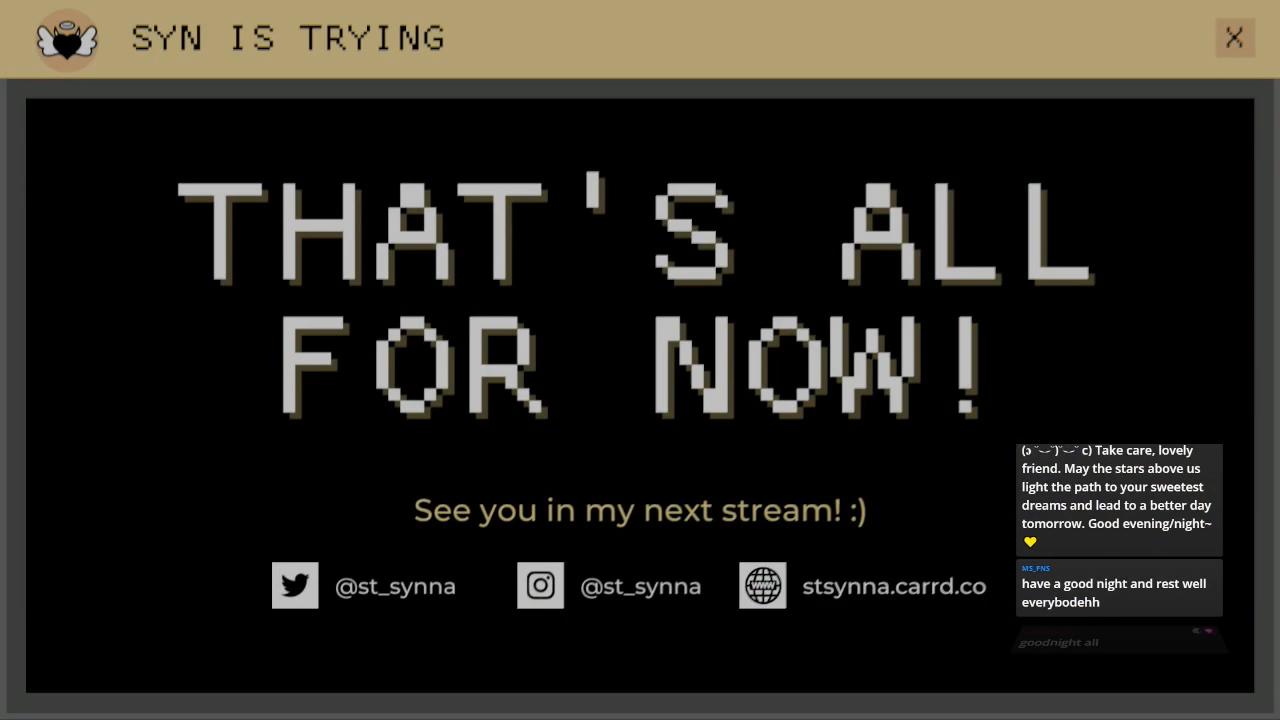 SYN IS TRYING
X
THAT'S ALL
FOR NOW!
See you in my next stream! :)
@st_synna
@st_synna
www
stsynna.carrd.co
c) Take care, lovely
friend. May the stars above us
light the path to your sweetest
dreams and lead to a better day
tomorrow. Good evening/night~
💛
MS_FNS
have a good night and rest well
everybodehh
goodnight all